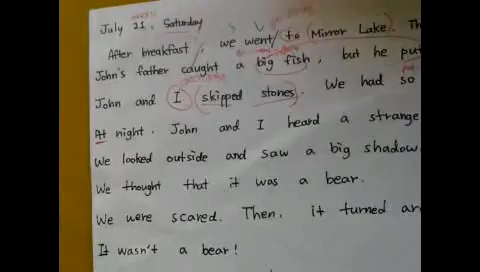 July 21, Saturday
After breakfast, we went to Mirror Lake. Th
John's father caught a big fish, but he put
John and I skipped stones. We had so
At night. John and I heard a strange
We looked outside and saw a big shadow
We thought that it was a bear.
We were scared. Then, it turned aro
It wasn't a bear!